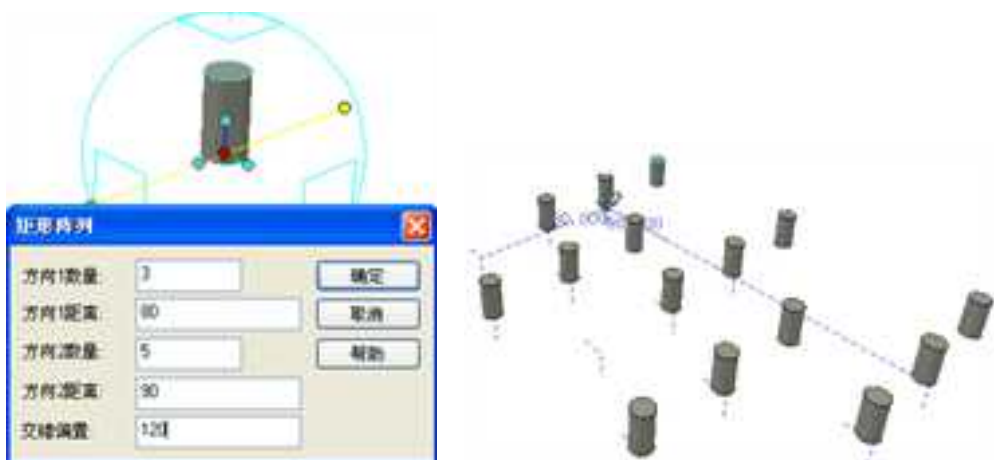 矩形阵列
方向1数量: 3 确定
方向1距离: 80 取消
方向2数量: 5 帮助
方向2距离: 90
交错偏置 120